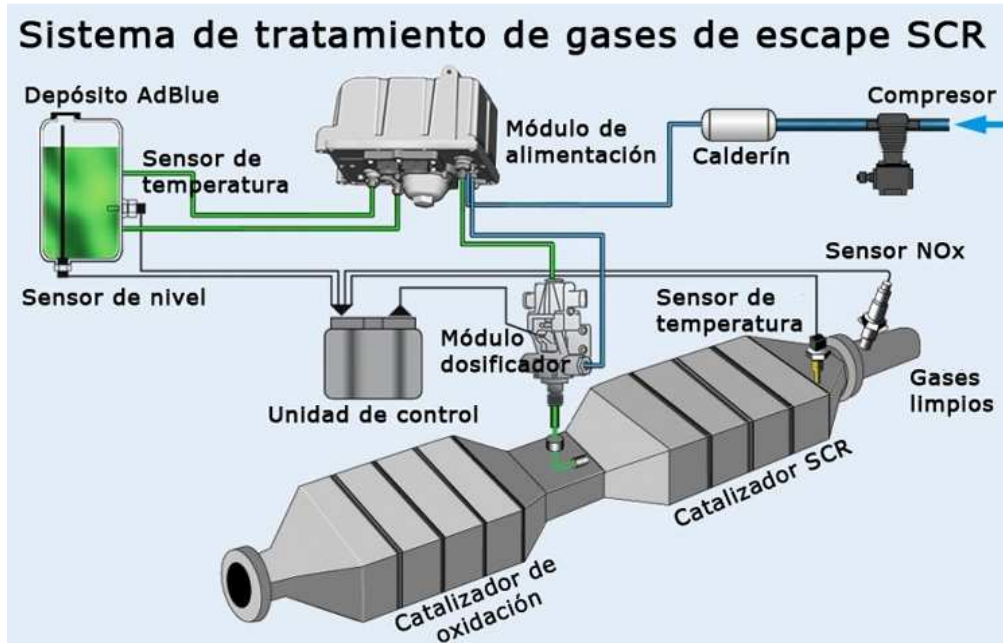 Sistema de tratamiento de gases de escape SCR
Depósito AdBlue
Compresor
Módulo de
alimentación
Calderín
Sensor de
temperatura
Sensor NOx
Sensor de nivel
Sensor de
temperatura
Módulo
dosificador
Gases
limpios
Unidad de control
Catalizador SCR
Catalizador de
oxidación